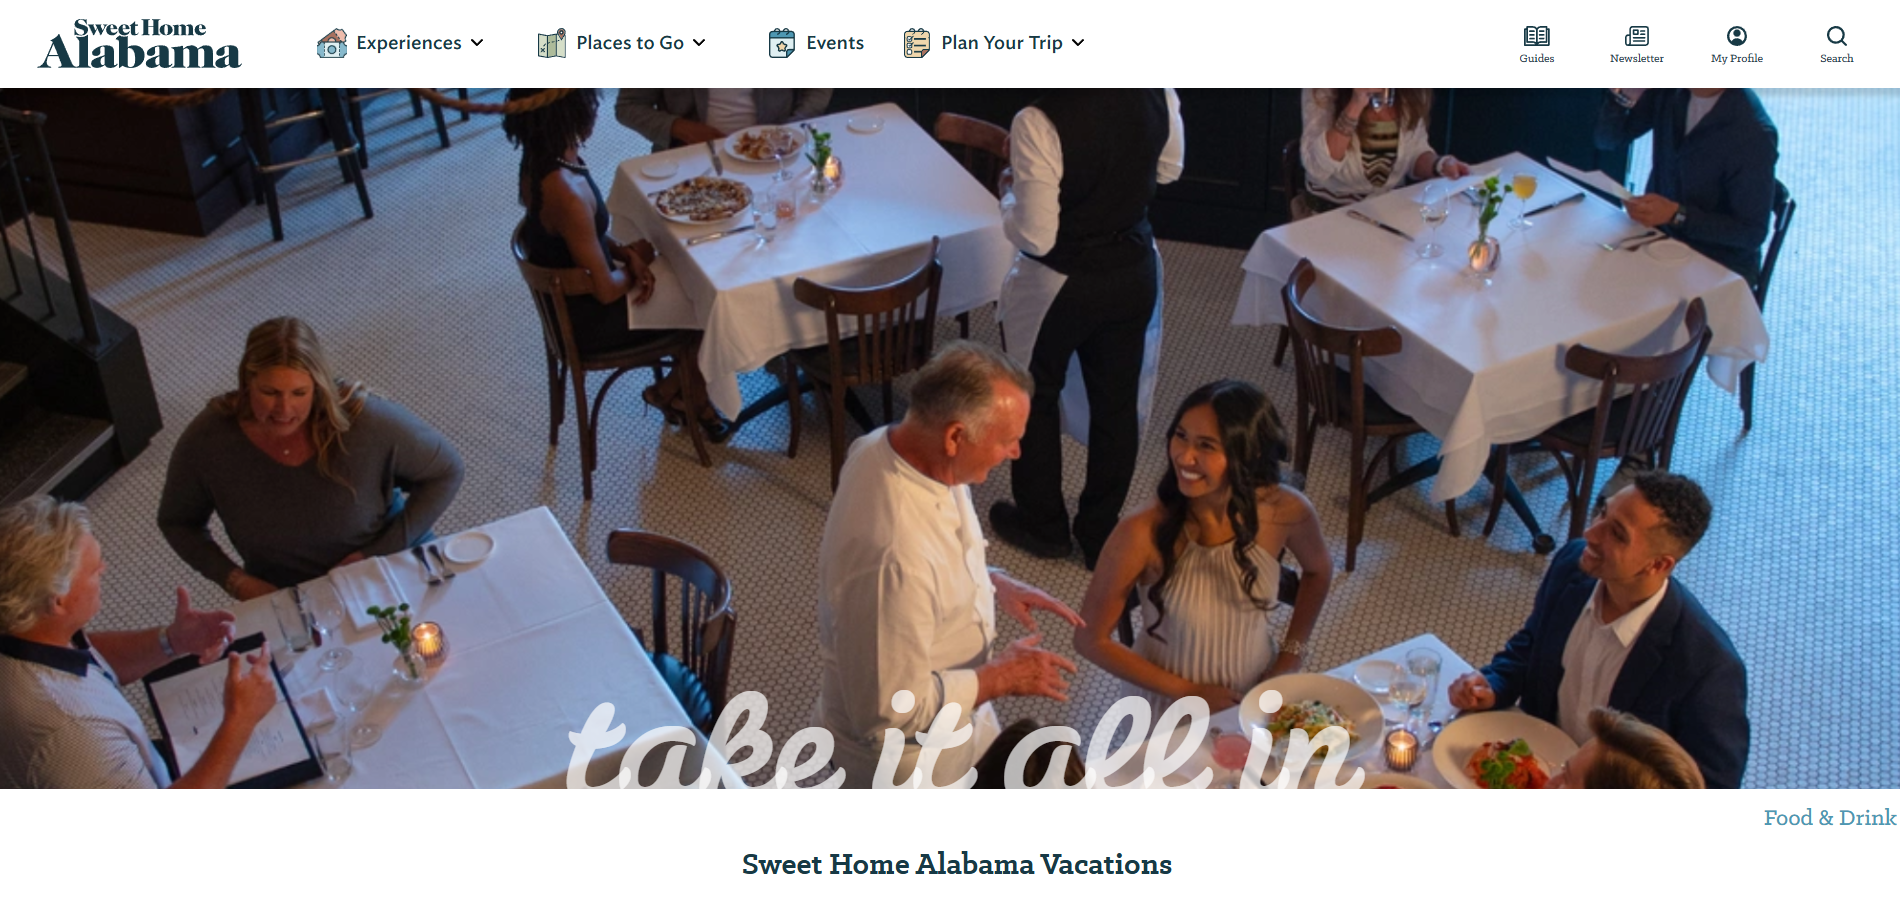 Sweet Home
Alabama
Experiences
Places to Go
Events
Plan Your Trip
Guides
Newsletter
My Profile
Search
take it all in
Food & Drink
Sweet Home Alabama Vacations